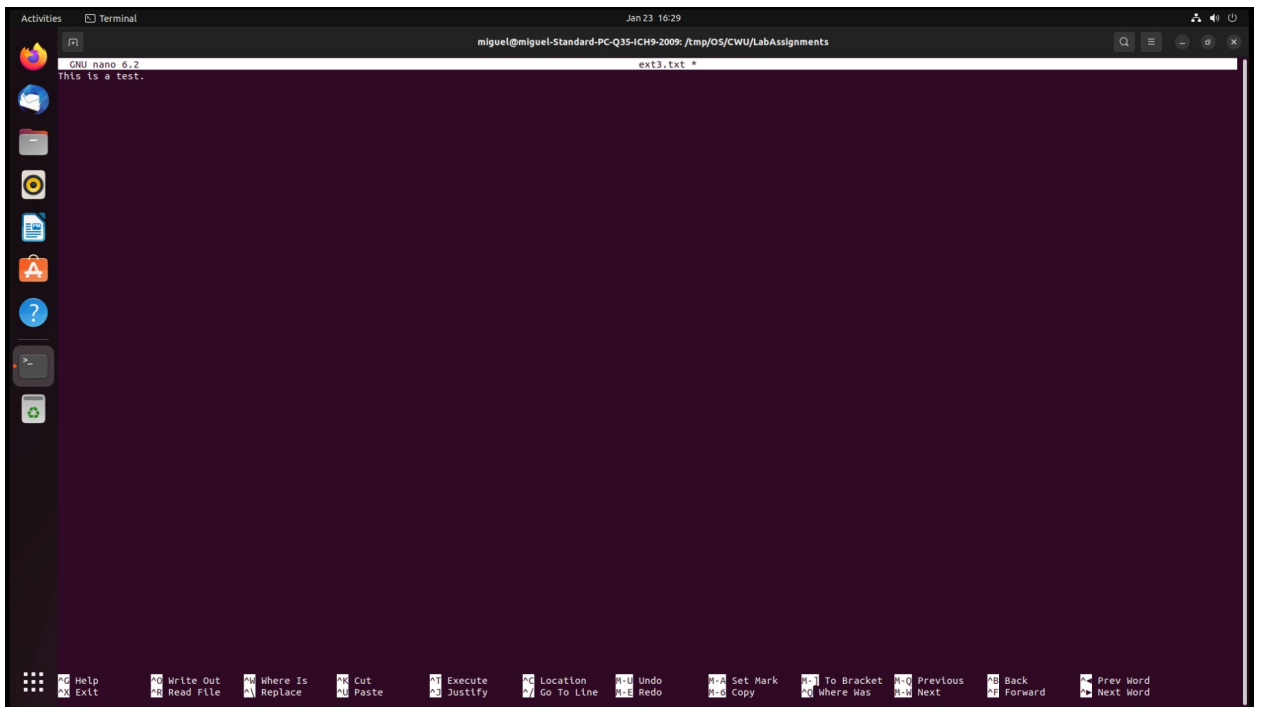 Activities Terminal Jan 23 16:29
miguel@miguel-Standard-PC-Q35-ICH9-2009: /tmp/OS/CWU/LabAssignments
GNU nano 6.2 ext3.txt *
This is a test.
^G Help ^O Write Out ^W Where Is ^K Cut ^T Execute ^C Location M-U Undo M-A Set Mark M-] To Bracket M-Q Previous ^B Back ^◄ Prev Word
^X Exit ^R Read File ^\ Replace ^U Paste ^J Justify ^/ Go To Line M-E Redo M-6 Copy ^Q Where Was M-W Next ^F Forward ^► Next Word